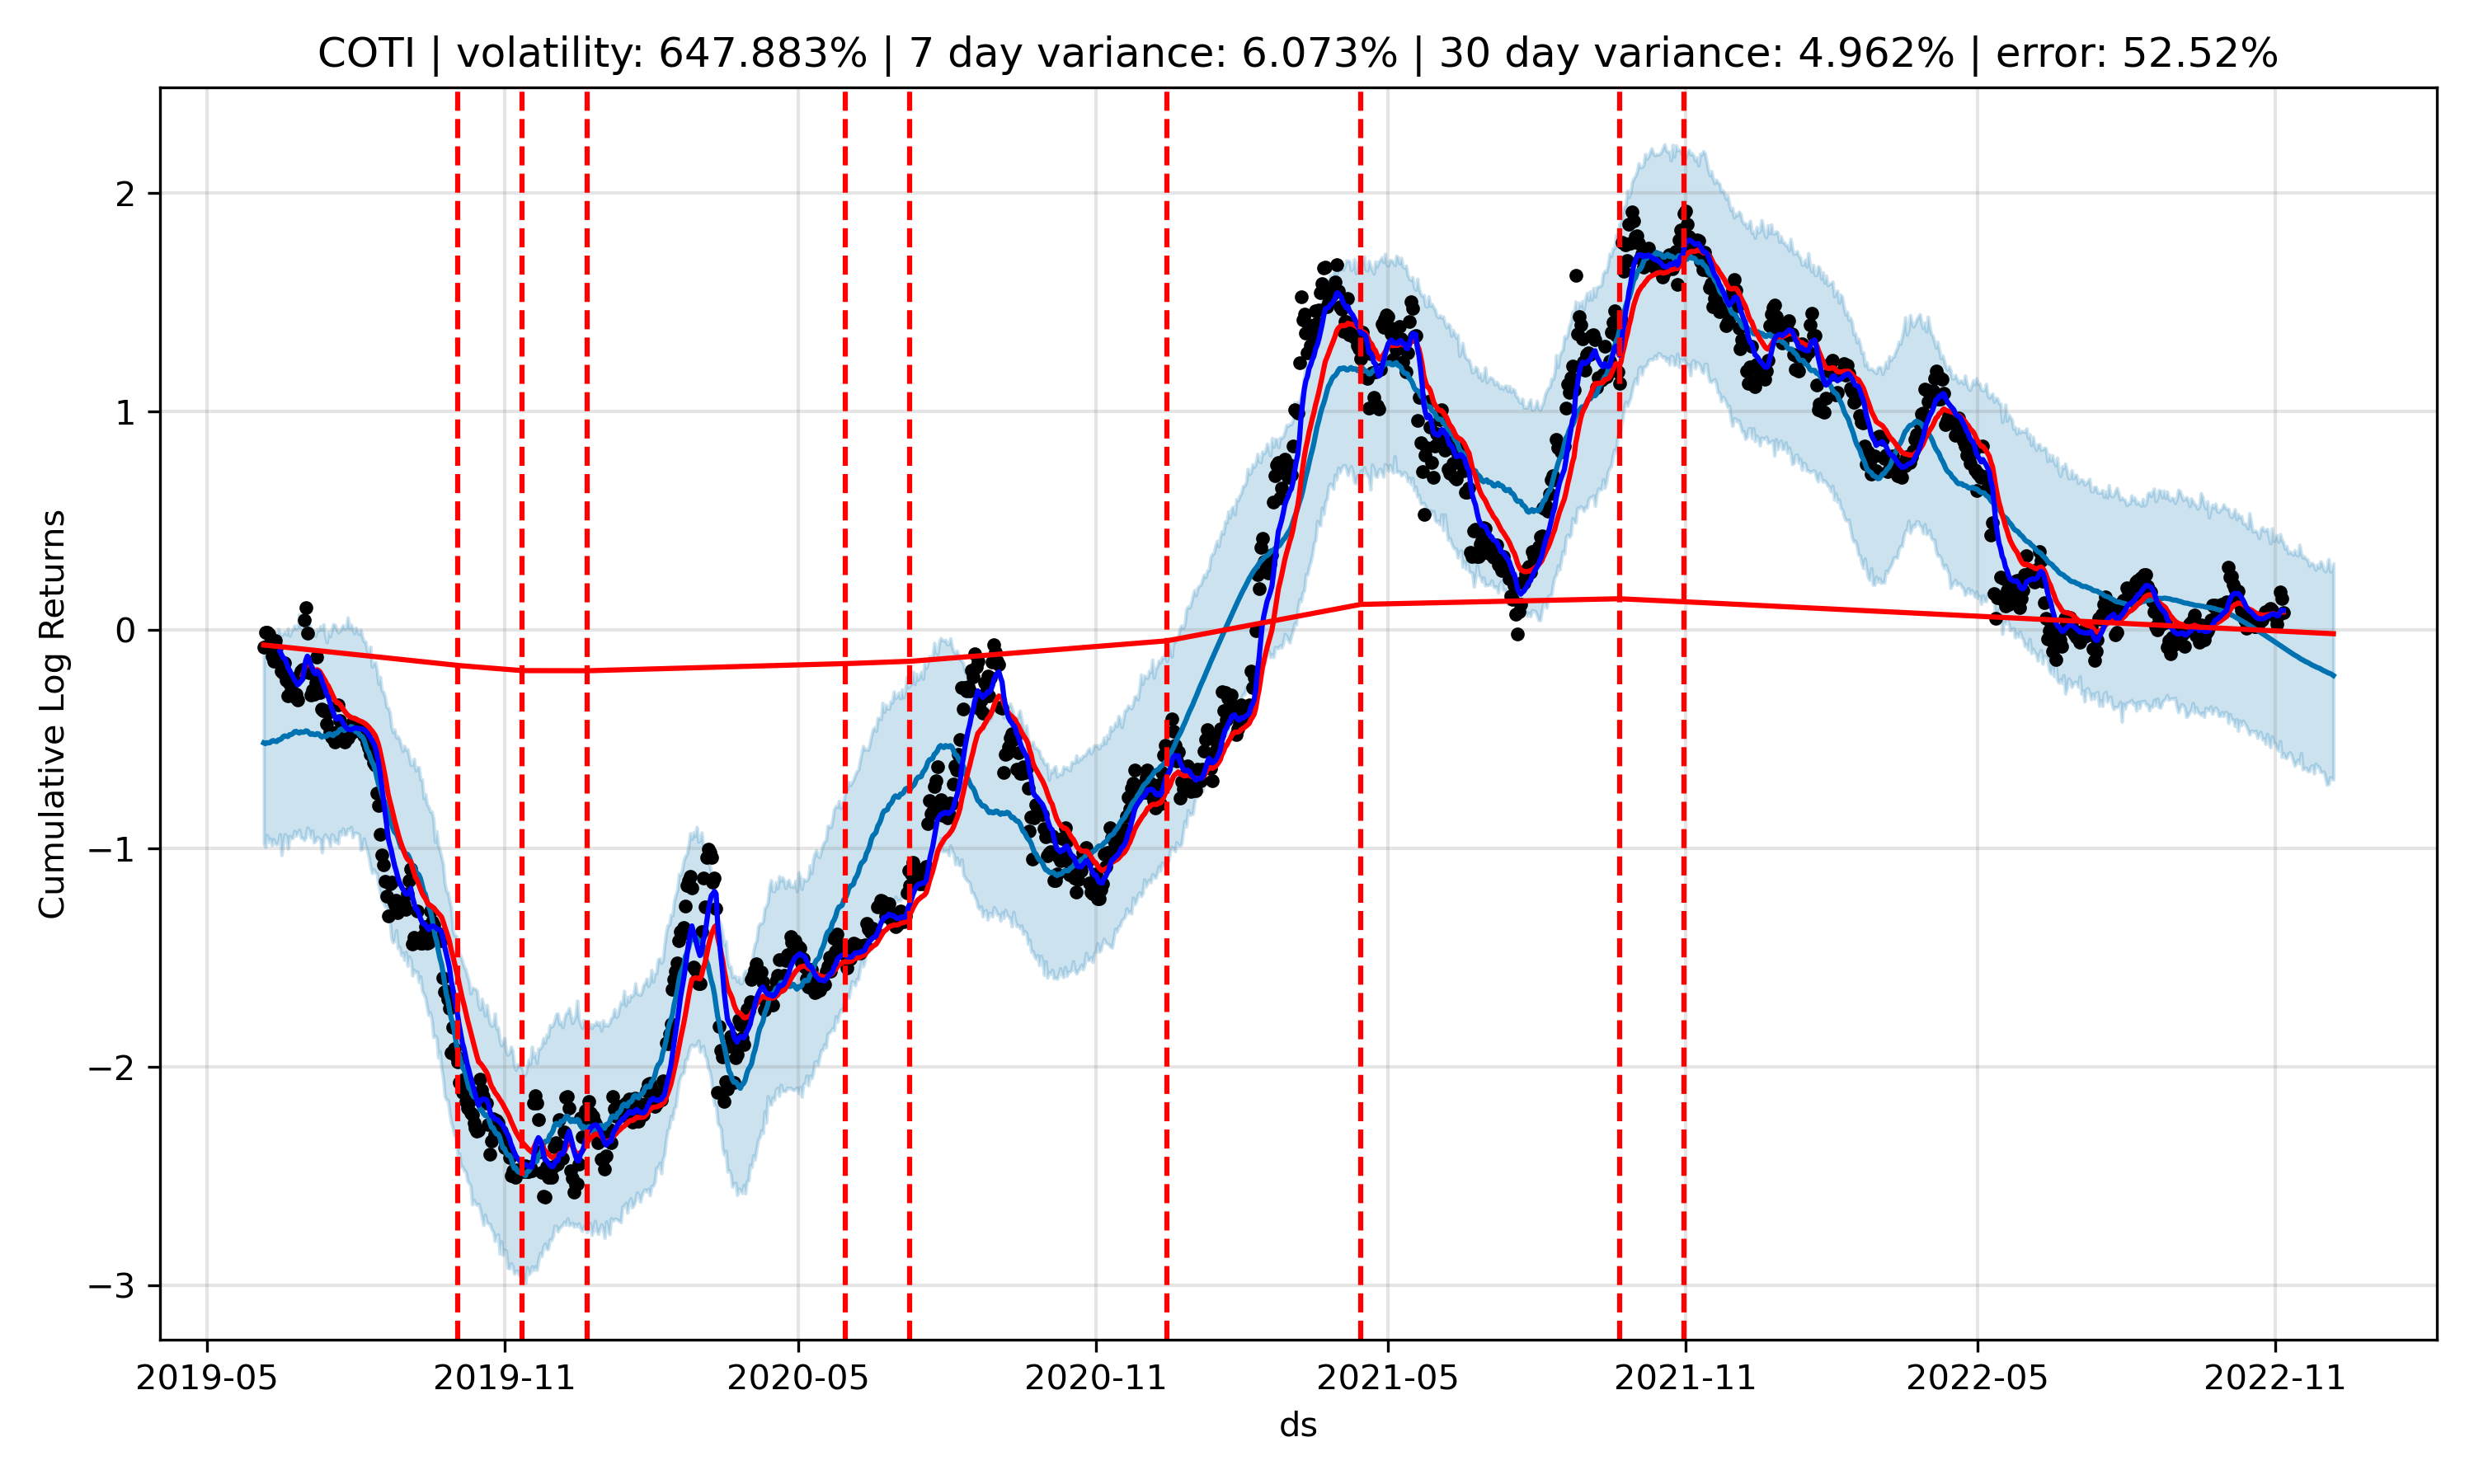 COTI | volatility: 647.883% | 7 day variance: 6.073% | 30 day variance: 4.962% | error: 52.52%
Cumulative Log Returns
2
1
0
−1
−2
−3
2019-05 2019-11 2020-05 2020-11 2021-05 2021-11 2022-05 2022-11
ds